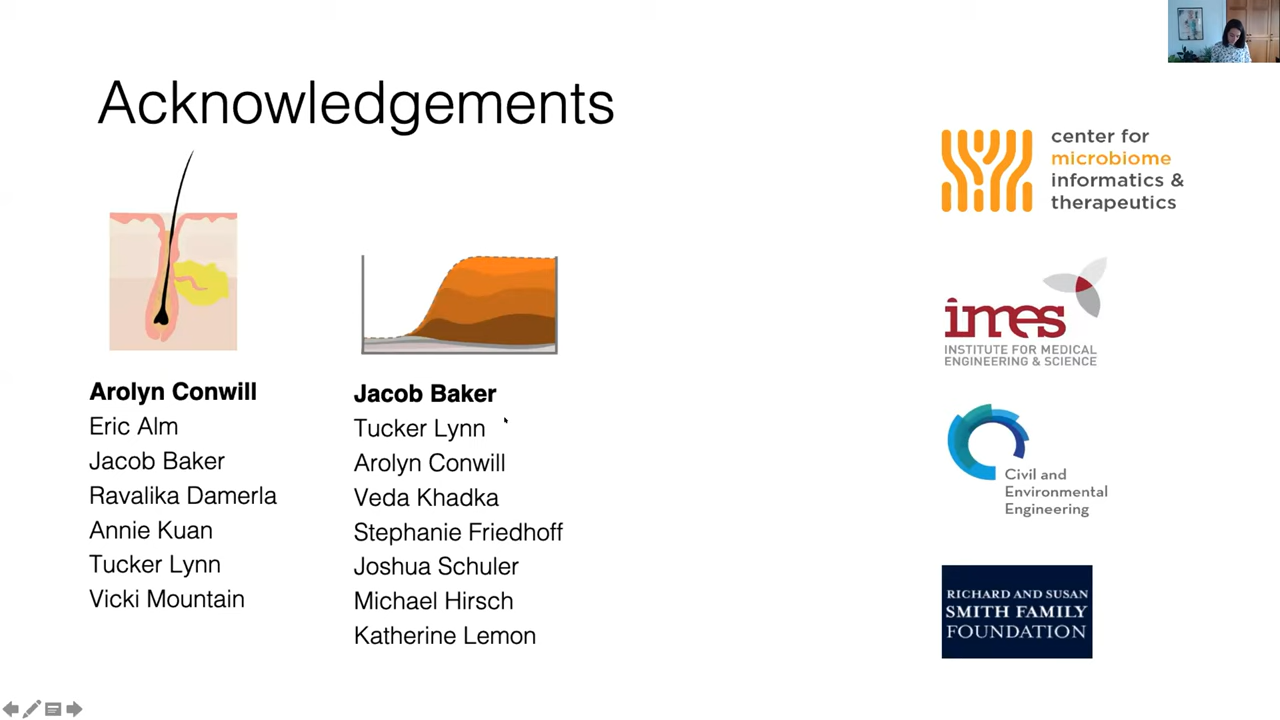 Acknowledgements
Arolyn Conwill
Eric Alm
Jacob Baker
Ravalika Damerla
Annie Kuan
Tucker Lynn
Vicki Mountain
Jacob Baker
Tucker Lynn
Arolyn Conwill
Veda Khadka
Stephanie Friedhoff
Joshua Schuler
Michael Hirsch
Katherine Lemon
center for
microbiome
informatics &
therapeutics
imes
INSTITUTE FOR MEDICAL
ENGINEERING & SCIENCE
Civil and
Environmental
Engineering
RICHARD AND SUSAN
SMITH FAMILY
FOUNDATION